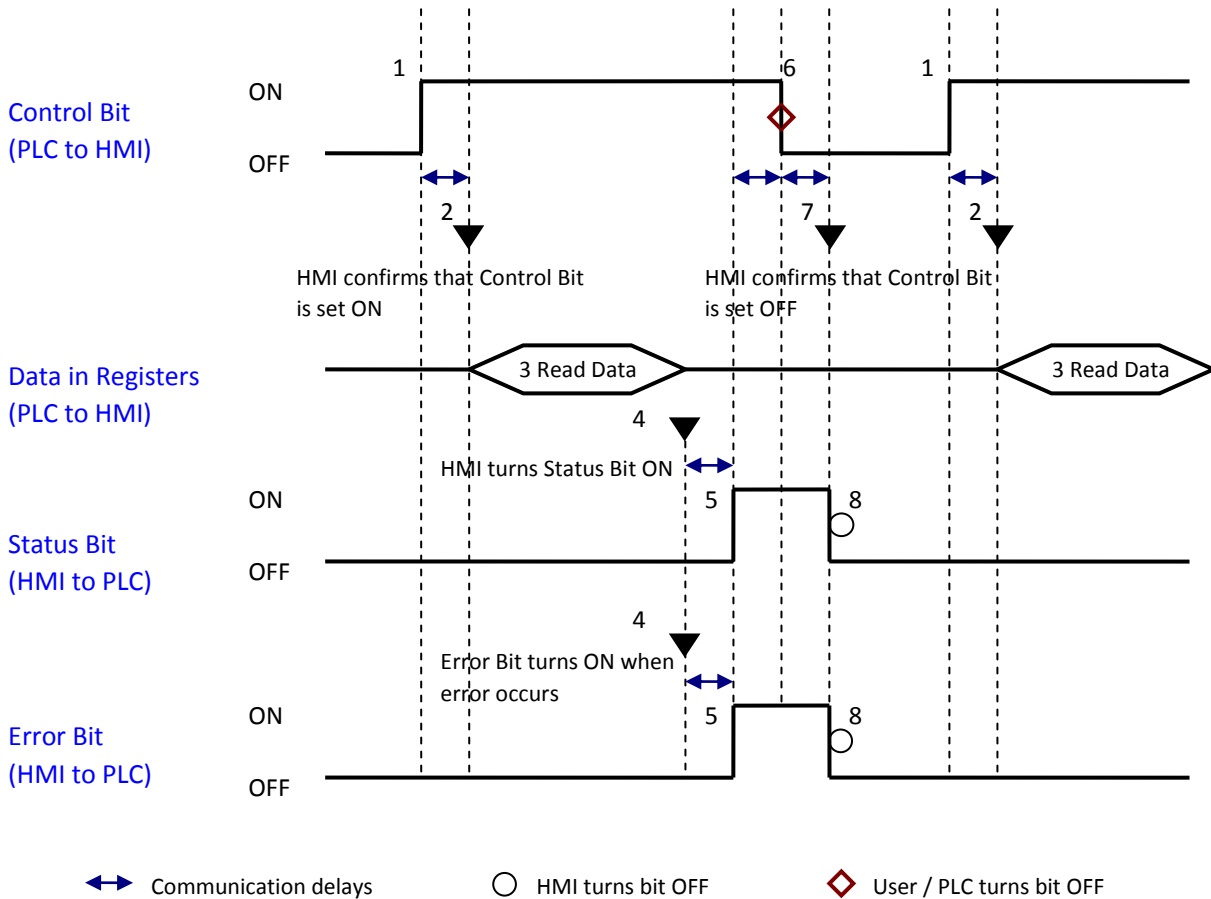 1
6
1
ON
Control Bit
(PLC to HMI)
OFF
2
7
2
HMI confirms that Control Bit
is set ON
HMI confirms that Control Bit
is set OFF
Data in Registers
(PLC to HMI)
3 Read Data
3 Read Data
4
HMI turns Status Bit ON
ON
5
8
Status Bit
(HMI to PLC)
OFF
4
Error Bit turns ON when
error occurs
ON
5
8
Error Bit
(HMI to PLC)
OFF
Communication delays
HMI turns bit OFF
User / PLC turns bit OFF